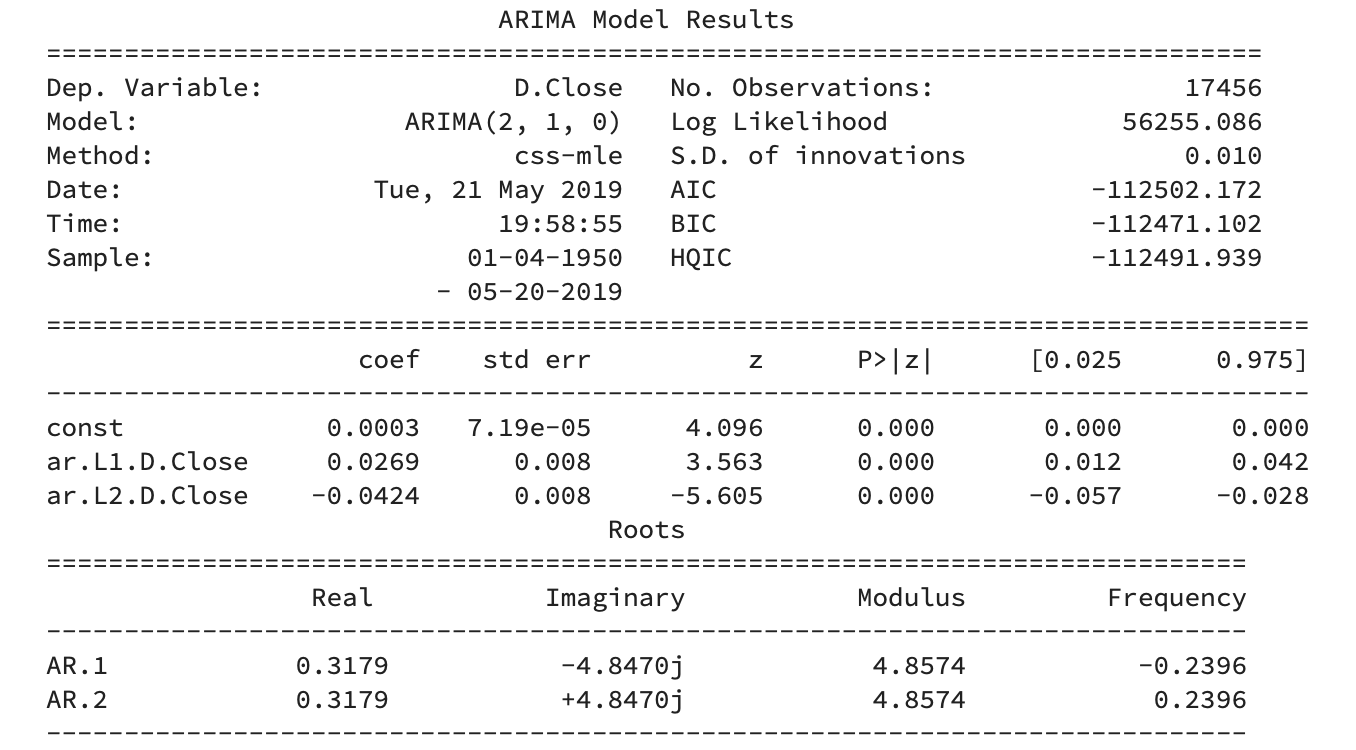 ARIMA Model Results
==============================================================================
Dep. Variable:                D.Close   No. Observations:                17456
Model:                 ARIMA(2, 1, 0)   Log Likelihood               56255.086
Method:                       css-mle   S.D. of innovations              0.010
Date:                Tue, 21 May 2019   AIC                        -112502.172
Time:                        19:58:55   BIC                        -112471.102
Sample:                    01-04-1950   HQIC                       -112491.939
                         - 05-20-2019
=================================================================================
                    coef    std err          z      P>|z|      [0.025      0.975]
---------------------------------------------------------------------------------
const             0.0003   7.19e-05      4.096      0.000       0.000       0.000
ar.L1.D.Close     0.0269      0.008      3.563      0.000       0.012       0.042
ar.L2.D.Close    -0.0424      0.008     -5.605      0.000      -0.057      -0.028
                                    Roots
=============================================================================
                 Real           Imaginary           Modulus         Frequency
-----------------------------------------------------------------------------
AR.1            0.3179           -4.8470j            4.8574           -0.2396
AR.2            0.3179           +4.8470j            4.8574            0.2396
-----------------------------------------------------------------------------